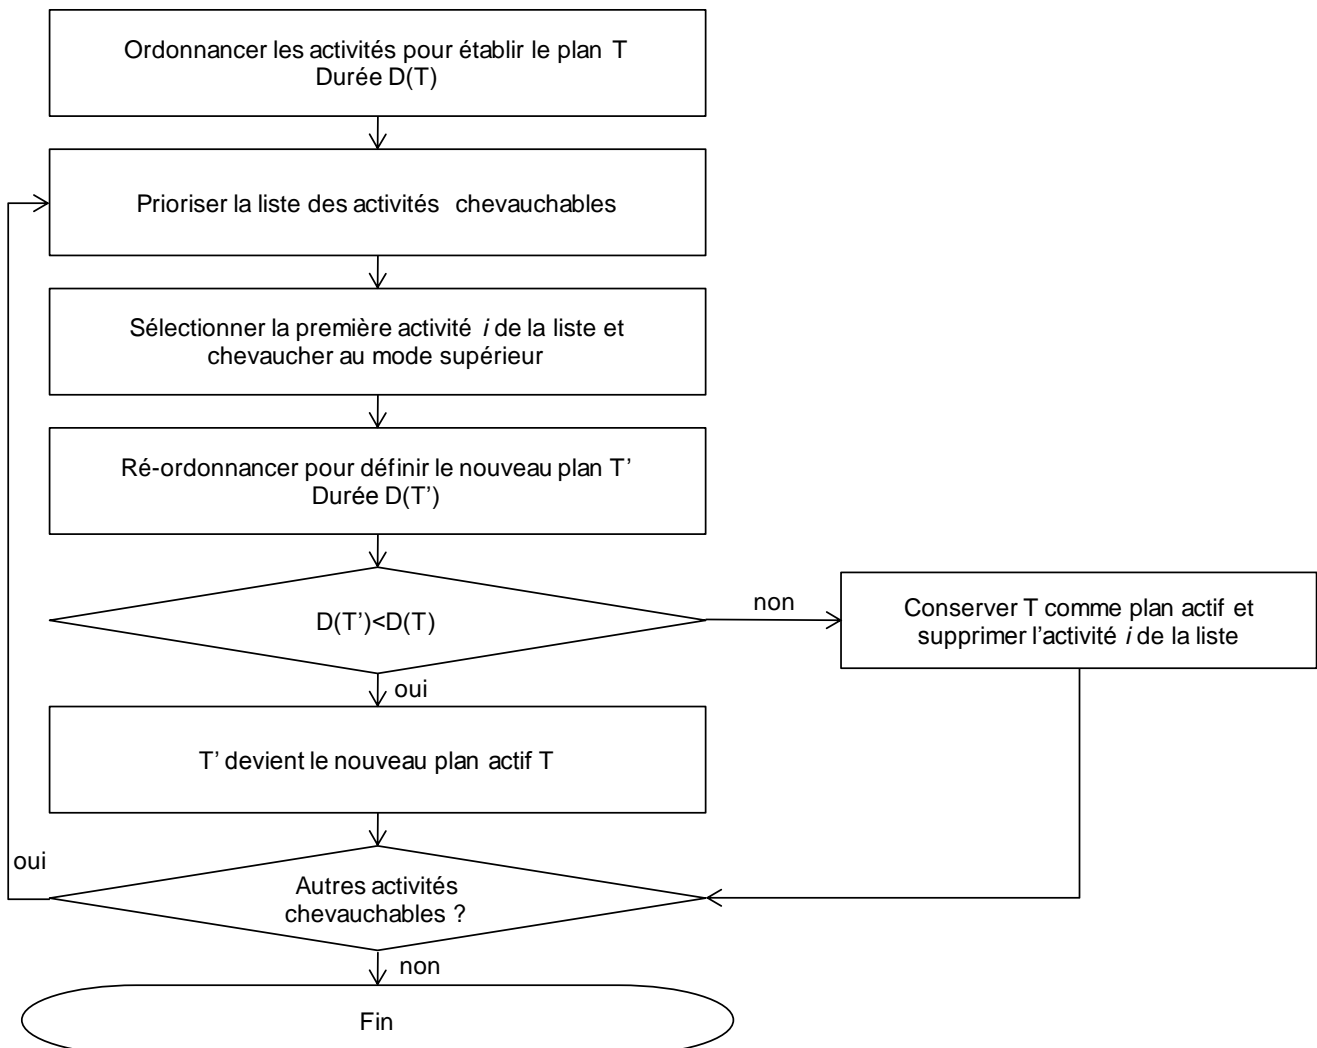 Ordonnancer les activités pour établir le plan T
Durée D(T)
Prioriser la liste des activités chevauchables
Sélectionner la première activité i de la liste et
chevaucher au mode supérieur
Ré-ordonnancer pour définir le nouveau plan T’
Durée D(T’)
D(T’)<D(T)
non
Conserver T comme plan actif et
supprimer l’activité i de la liste
oui
T’ devient le nouveau plan actif T
oui
Autres activités
chevauchables ?
non
Fin